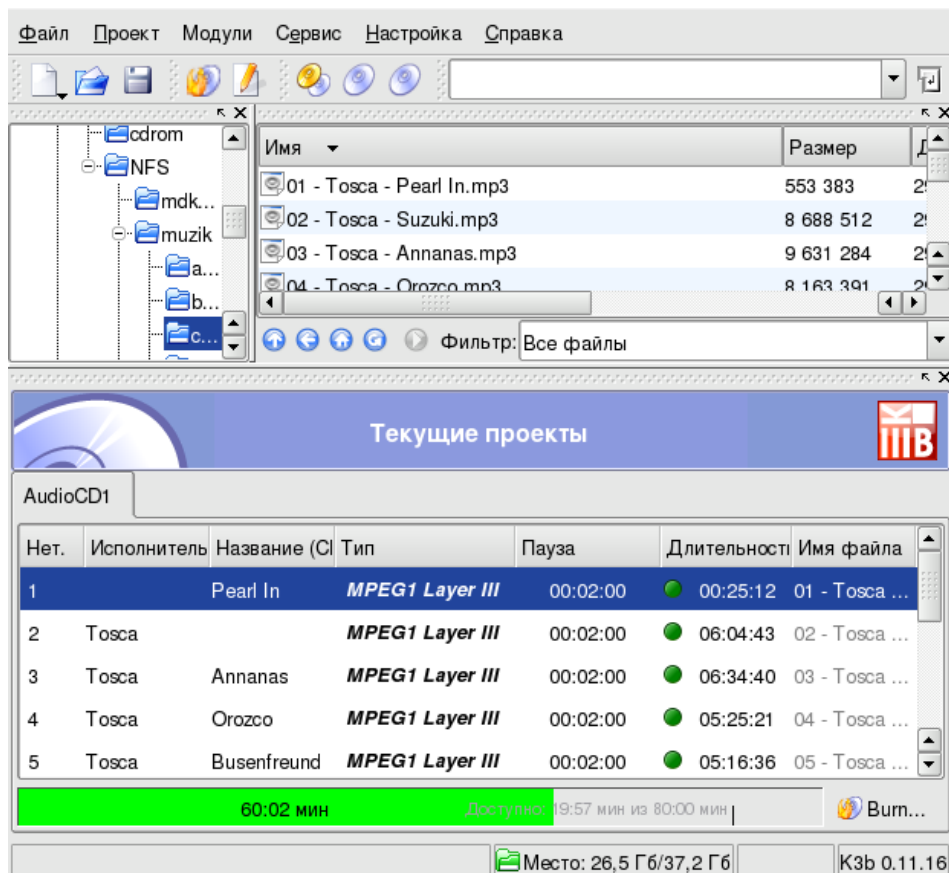 Файл Проект Модули Сервис Настройка Справка
cdrom
NFS
mdk...
muzik
a...
b...
c...
Имя Размер
01 - Tosca - Pearl In.mp3 553 383
02 - Tosca - Suzuki.mp3 8 688 512
03 - Tosca - Annanas.mp3 9 631 284
04 - Tosca - Orozco.mp3 8 163 391
Фильтр: Все файлы
Текущие проекты
K3B
AudioCD1
Нет. Исполнитель Название (CI Тип Пауза Длительность Имя файла
1 Pearl In MPEG1 Layer III 00:02:00 00:25:12 01 - Tosca ...
2 Tosca MPEG1 Layer III 00:02:00 06:04:43 02 - Tosca ...
3 Tosca Annanas MPEG1 Layer III 00:02:00 06:34:40 03 - Tosca ...
4 Tosca Orozco MPEG1 Layer III 00:02:00 05:25:21 04 - Tosca ...
5 Tosca Busenfreund MPEG1 Layer III 00:02:00 05:16:36 05 - Tosca ...
60:02 мин Доступно: 19:57 мин из 80:00 мин Burn...
Место: 26,5 Гб/37,2 Гб K3b 0.11.16